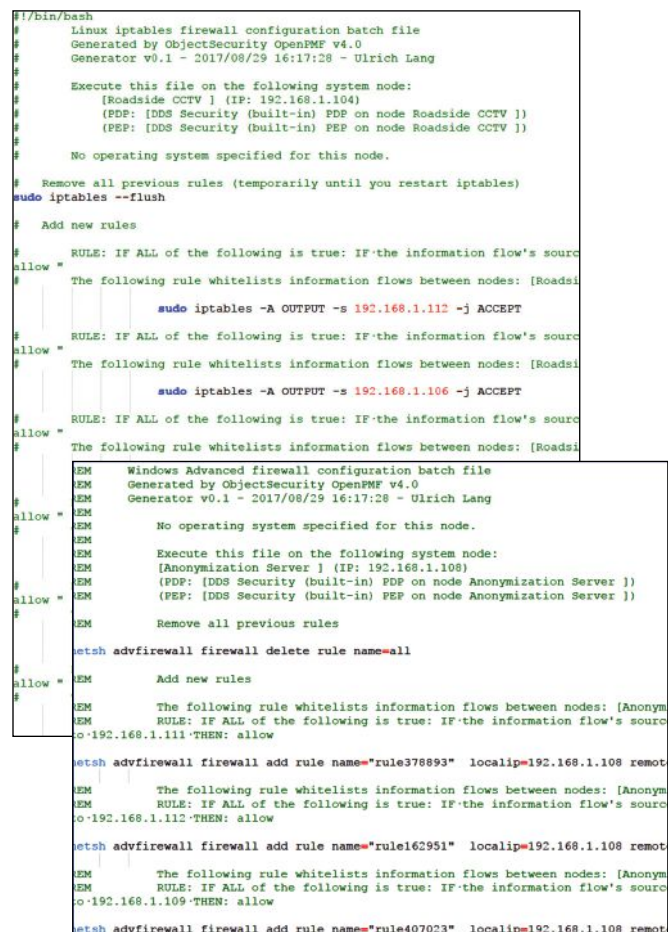 #!/bin/bash
# Linux iptables firewall configuration batch file
# Generated by ObjectSecurity OpenPMF v4.0
# Generator v0.1 - 2017/08/29 16:17:28 - Ulrich Lang
#
# Execute this file on the following system node:
# [Roadside CCTV ] (IP: 192.168.1.104)
# (PDP: [DDS Security (built-in) PDP on node Roadside CCTV ])
# (PEP: [DDS Security (built-in) PEP on node Roadside CCTV ])
#
# No operating system specified for this node.
# Remove all previous rules (temporarily until you restart iptables)
sudo iptables --flush
# Add new rules
# RULE: IF ALL of the following is true: IF·the information flow's sourc
allow "
# The following rule whitelists information flows between nodes: [Roadsi
sudo iptables -A OUTPUT -s 192.168.1.112 -j ACCEPT
# RULE: IF ALL of the following is true: IF·the information flow's sourc
allow "
# The following rule whitelists information flows between nodes: [Roadsi
sudo iptables -A OUTPUT -s 192.168.1.106 -j ACCEPT
# RULE: IF ALL of the following is true: IF·the information flow's sourc
allow "
# The following rule whitelists information flows between nodes: [Roadsi
#
allow "
#
#
allow "
#
#
allow "
#
REM Windows Advanced firewall configuration batch file
REM Generated by ObjectSecurity OpenPMF v4.0
REM Generator v0.1 - 2017/08/29 16:17:28 - Ulrich Lang
REM
REM No operating system specified for this node.
REM
REM Execute this file on the following system node:
REM [Anonymization Server ] (IP: 192.168.1.108)
REM (PDP: [DDS Security (built-in) PDP on node Anonymization Server ])
REM (PEP: [DDS Security (built-in) PEP on node Anonymization Server ])
REM Remove all previous rules
netsh advfirewall firewall delete rule name=all
REM Add new rules
REM The following rule whitelists information flows between nodes: [Anonym
REM RULE: IF ALL of the following is true: IF·the information flow's sourc
to·192.168.1.111·THEN: allow
netsh advfirewall firewall add rule name="rule378893" localip=192.168.1.108 remot
REM The following rule whitelists information flows between nodes: [Anonym
REM RULE: IF ALL of the following is true: IF·the information flow's sourc
to·192.168.1.112·THEN: allow
netsh advfirewall firewall add rule name="rule162951" localip=192.168.1.108 remot
REM The following rule whitelists information flows between nodes: [Anonym
REM RULE: IF ALL of the following is true: IF·the information flow's sourc
to·192.168.1.109·THEN: allow
netsh advfirewall firewall add rule name="rule407023" localip=192.168.1.108 remot